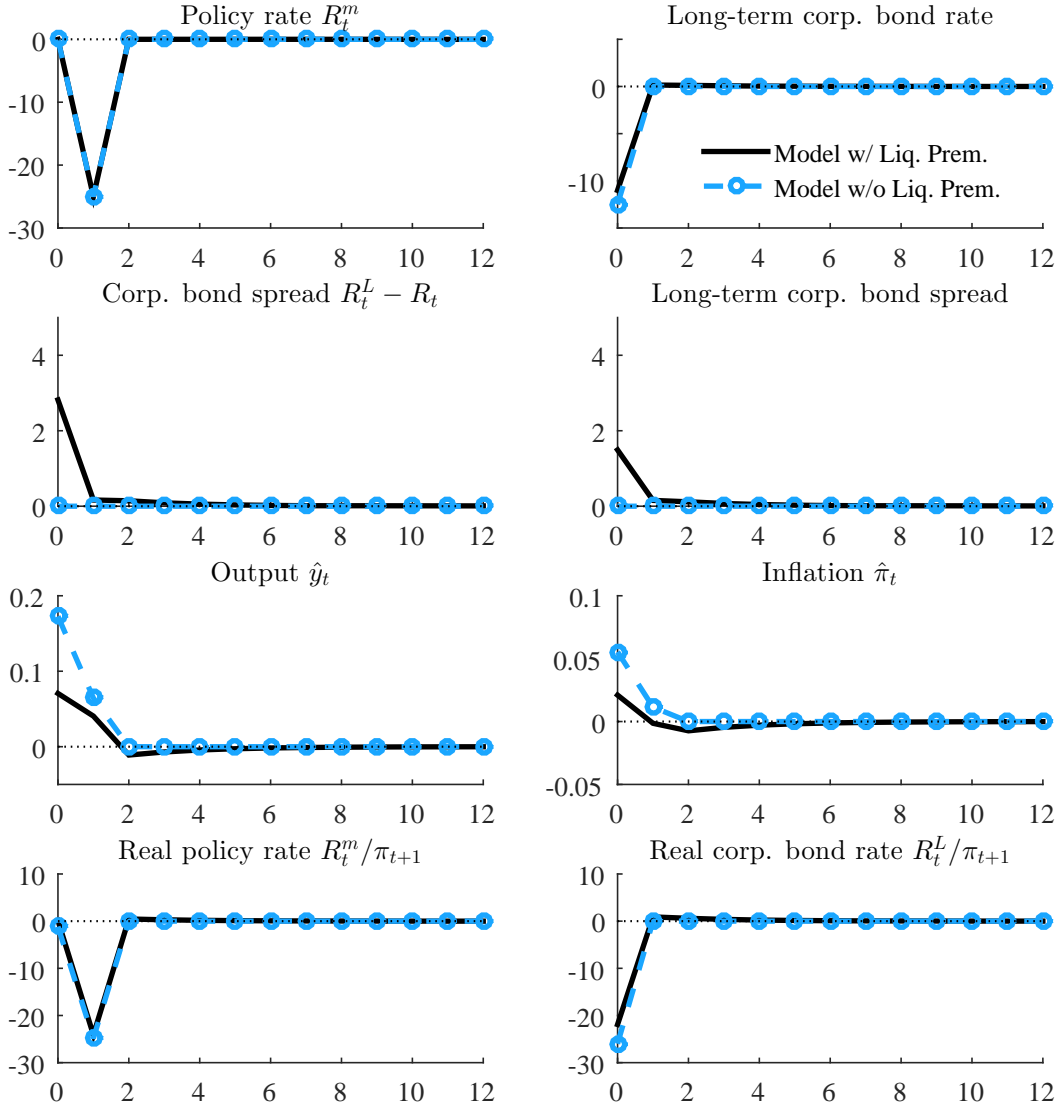 Policy rate $R_t^m$
0
-10
-20
-30
0 2 4 6 8 10 12
Long-term corp. bond rate
0
-10
Model w/ Liq. Prem.
Model w/o Liq. Prem.
0 2 4 6 8 10 12
Corp. bond spread $R_t^L - R_t$
4
2
0
0 2 4 6 8 10 12
Long-term corp. bond spread
4
2
0
0 2 4 6 8 10 12
Output $\hat{y}_t$
0.2
0.1
0
0 2 4 6 8 10 12
Inflation $\hat{\pi}_t$
0.1
0.05
0
-0.05
0 2 4 6 8 10 12
Real policy rate $R_t^m/\pi_{t+1}$
10
0
-10
-20
-30
0 2 4 6 8 10 12
Real corp. bond rate $R_t^L/\pi_{t+1}$
10
0
-10
-20
-30
0 2 4 6 8 10 12